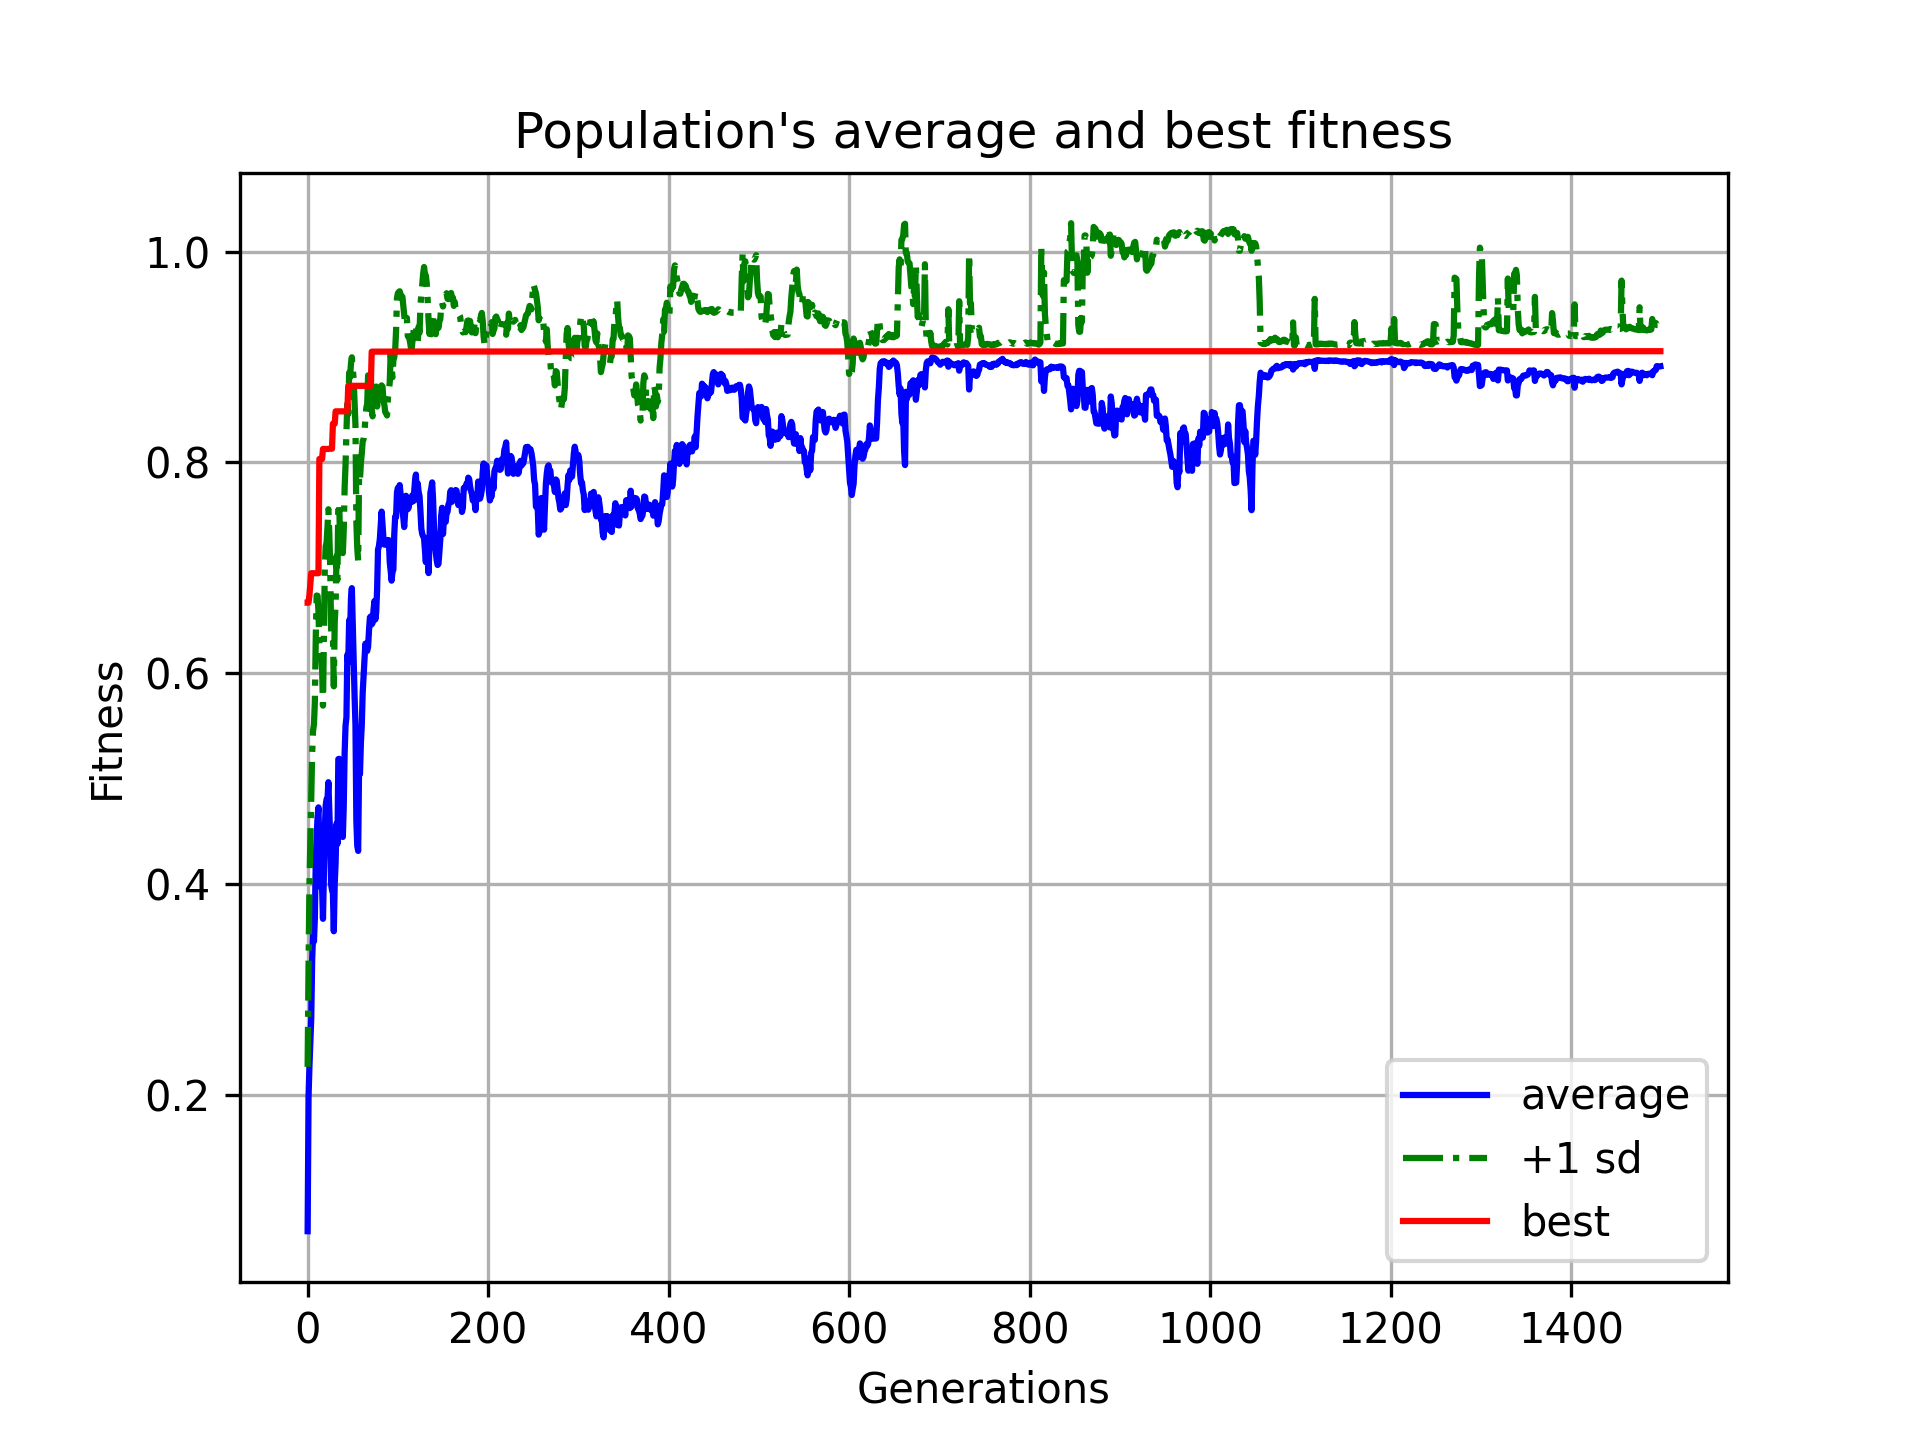 Population's average and best fitness
1.0
0.8
0.6
0.4
0.2
Fitness
0 200 400 600 800 1000 1200 1400
Generations
average
+1 sd
best